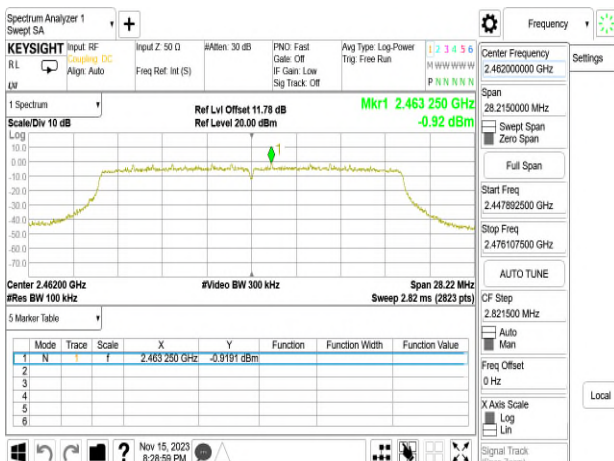 Spectrum Analyzer 1
Swept SA
+
Frequency
KEYSIGHT
RL
Input: RF
Coupling: DC
Align: Auto
Input Z: 50 Ω
Freq Ref: Int (S)
#Atten: 30 dB
PNO: Fast
Gate: Off
IF Gain: Low
Sig Track: Off
Avg Type: Log-Power
Trig: Free Run
1 2 3 4 5 6
M W W W W W
P N N N N N
1 Spectrum
Scale/Div 10 dB
Ref Lvl Offset 11.78 dB
Ref Level 20.00 dBm
Mkr1 2.463 250 GHz
-0.92 dBm
Log
10.0
0.00
-10.0
-20.0
-30.0
-40.0
-50.0
-60.0
-70.0
1
Center 2.46200 GHz
#Res BW 100 kHz
#Video BW 300 kHz
Span 28.22 MHz
Sweep 2.82 ms (2823 pts)
5 Marker Table
Mode Trace Scale X Y Function Function Width Function Value
1 N 1 f 2.463 250 GHz -0.9191 dBm
2
3
4
5
6
Nov 15, 2023
8:28:59 PM
Center Frequency
2.462000000 GHz
Settings
Span
28.2150000 MHz
Swept Span
Zero Span
Full Span
Start Freq
2.447892500 GHz
Stop Freq
2.476107500 GHz
AUTO TUNE
CF Step
2.821500 MHz
Auto
Man
Freq Offset
0 Hz
Local
X Axis Scale
Log
Lin
Signal Track